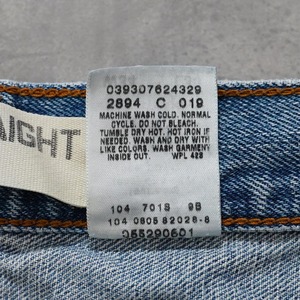 039307624329
2894 C 019
MACHINE WASH COLD. NORMAL
CYCLE. DO NOT BLEACH.
TUMBLE DRY HOT. HOT IRON IF
NEEDED. WASH AND DRY WITH
LIKE COLORS. WASH GARMENT
INSIDE OUT. WPL 423
AIGHT
104 7018 9B
104 0805 82028-8
955290601